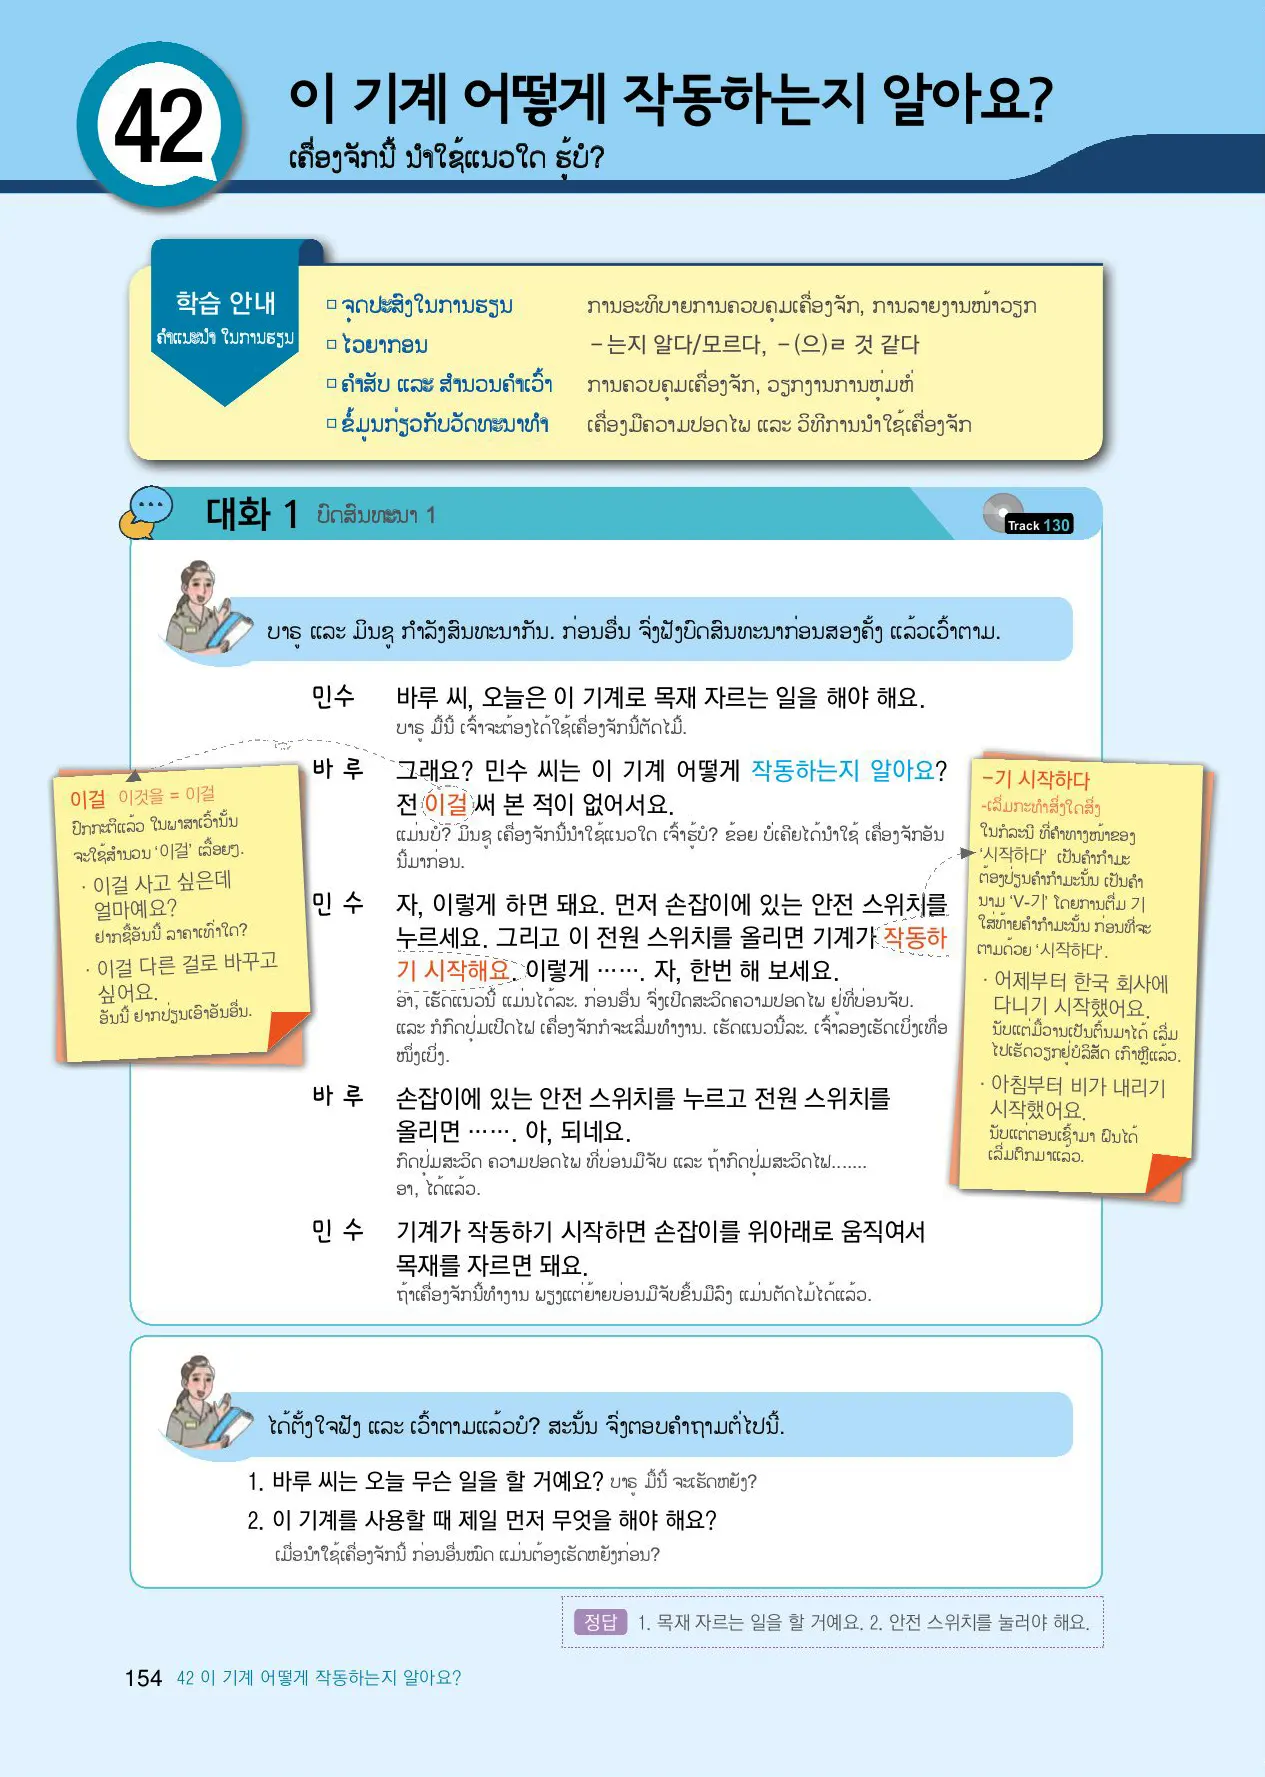 42
이 기계 어떻게 작동하는지 알아요?
ເຄື່ອງຈັກນີ້ ນຳໃຊ້ແນວໃດ ຮູ້ບໍ?
학습 안내
ຄຳແນະນຳ ໃນການຮຽນ
□ ຈຸດປະສົງໃນການຮຽນ ການອະທິບາຍການຄວບຄຸມເຄື່ອງຈັກ, ການລາຍງານໜ້າວຽກ
□ ໄວຍາກອນ －는지 알다/모르다, －(으)ㄹ 것 같다
□ ຄຳສັບ ແລະ ສຳນວນຄຳເວົ້າ ການຄວບຄຸມເຄື່ອງຈັກ, ວຽກງານການຫຸ່ມຫໍ່
□ ຂໍ້ມູນກ່ຽວກັບວັດທະນາທຳ ເຄື່ອງມືຄວາມປອດໄພ ແລະ ວິທີການນຳໃຊ້ເຄື່ອງຈັກ
대화 1 ບົດສົນທະນາ 1
Track 130
ບາຣູ ແລະ ມິນຊູ ກຳລັງສົນທະນາກັນ. ກ່ອນອື່ນ ຈົ່ງຟັງບົດສົນທະນາກ່ອນສອງຄັ້ງ ແລ້ວເວົ້າຕາມ.
민수 바루 씨, 오늘은 이 기계로 목재 자르는 일을 해야 해요.
ບາຣູ ມື້ນີ້ ເຈົ້າຈະຕ້ອງໄດ້ໃຊ້ເຄື່ອງຈັກນີ້ຕັດໄມ້.
바 루 그래요? 민수 씨는 이 기계 어떻게 작동하는지 알아요?
전 이걸 써 본 적이 없어서요.
ແມ່ນບໍ? ມິນຊູ ເຄື່ອງຈັກນີ້ນຳໃຊ້ແນວໃດ ເຈົ້າຮູ້ບໍ? ຂ້ອຍ ບໍ່ເຄີຍໄດ້ນຳໃຊ້ ເຄື່ອງຈັກອັນ
ນີ້ມາກ່ອນ.
민 수 자, 이렇게 하면 돼요. 먼저 손잡이에 있는 안전 스위치를
누르세요. 그리고 이 전원 스위치를 올리면 기계가 작동하
기 시작해요. 이렇게 ……. 자, 한번 해 보세요.
ອາ, ເຮັດແນວນີ້ ແມ່ນໄດ້ລະ. ກ່ອນອື່ນ ຈົ່ງເປີດສະວິດຄວາມປອດໄພ ຢູ່ທີ່ບ່ອນຈັບ.
ແລະ ກໍກົດປຸ່ມເປີດໄຟ ເຄື່ອງຈັກກໍຈະເລີ່ມທຳງານ. ເຮັດແນວນີ້ລະ. ເຈົ້າລອງເຮັດເບິ່ງເທື່ອ
ໜຶ່ງເບິ່ງ.
바 루 손잡이에 있는 안전 스위치를 누르고 전원 스위치를
올리면 ……. 아, 되네요.
ກົດປຸ່ມສະວິດ ຄວາມປອດໄພ ທີ່ບ່ອນມືຈັບ ແລະ ຖ້າກົດປຸ່ມສະວິດໄຟ.......
ອາ, ໄດ້ແລ້ວ.
민 수 기계가 작동하기 시작하면 손잡이를 위아래로 움직여서
목재를 자르면 돼요.
ຖ້າເຄື່ອງຈັກນີ້ທຳງານ ພຽງແຕ່ຍ້າຍບ່ອນມືຈັບຂຶ້ນມືລົງ ແມ່ນຕັດໄມ້ໄດ້ແລ້ວ.
이걸 이것을 = 이걸
ປົກກະຕິແລ້ວ ໃນພາສາເວົ້ານັ້ນ
ຈະໃຊ້ສຳນວນ '이걸' ເລື້ອຍໆ.
· 이걸 사고 싶은데
얼마예요?
ຢາກຊື້ອັນນີ້ ລາຄາເທົ່າໃດ?
· 이걸 다른 걸로 바꾸고
싶어요.
ອັນນີ້ ຢາກປ່ຽນເອົາອັນອື່ນ.
－기 시작하다
-ເລີ່ມກະທຳສິ່ງໃດສິ່ງ
ໃນກໍລະນີ ທີ່ຄຳທາງໜ້າຂອງ
'시작하다' ເປັນຄຳກຳມະ
ຕ້ອງປ່ຽນຄຳກຳມະນັ້ນ ເປັນຄຳ
ນາມ 'V-기' ໂດຍການຕື່ມ 기
ໃສ່ທ້າຍຄຳກຳມະນັ້ນ ກ່ອນທີ່ຈະ
ຕາມດ້ວຍ '시작하다'.
· 어제부터 한국 회사에
다니기 시작했어요.
ນັບແຕ່ມື້ວານເປັນຕົ້ນມາໄດ້ ເລີ່ມ
ໄປເຮັດວຽກຢູ່ບໍລິສັດ ເກົາຫຼີແລ້ວ.
· 아침부터 비가 내리기
시작했어요.
ນັບແຕ່ຕອນເຊົ້າມາ ຝົນໄດ້
ເລີ່ມຕົກມາແລ້ວ.
ໄດ້ຕັ້ງໃຈຟັງ ແລະ ເວົ້າຕາມແລ້ວບໍ? ສະນັ້ນ ຈົ່ງຕອບຄຳຖາມຕໍ່ໄປນີ້.
1. 바루 씨는 오늘 무슨 일을 할 거예요? ບາຣູ ມື້ນີ້ ຈະເຮັດຫຍັງ?
2. 이 기계를 사용할 때 제일 먼저 무엇을 해야 해요?
ເມື່ອນຳໃຊ້ເຄື່ອງຈັກນີ້ ກ່ອນອື່ນໝົດ ແມ່ນຕ້ອງເຮັດຫຍັງກ່ອນ?
정답 1. 목재 자르는 일을 할 거예요. 2. 안전 스위치를 눌러야 해요.
154 42 이 기계 어떻게 작동하는지 알아요?